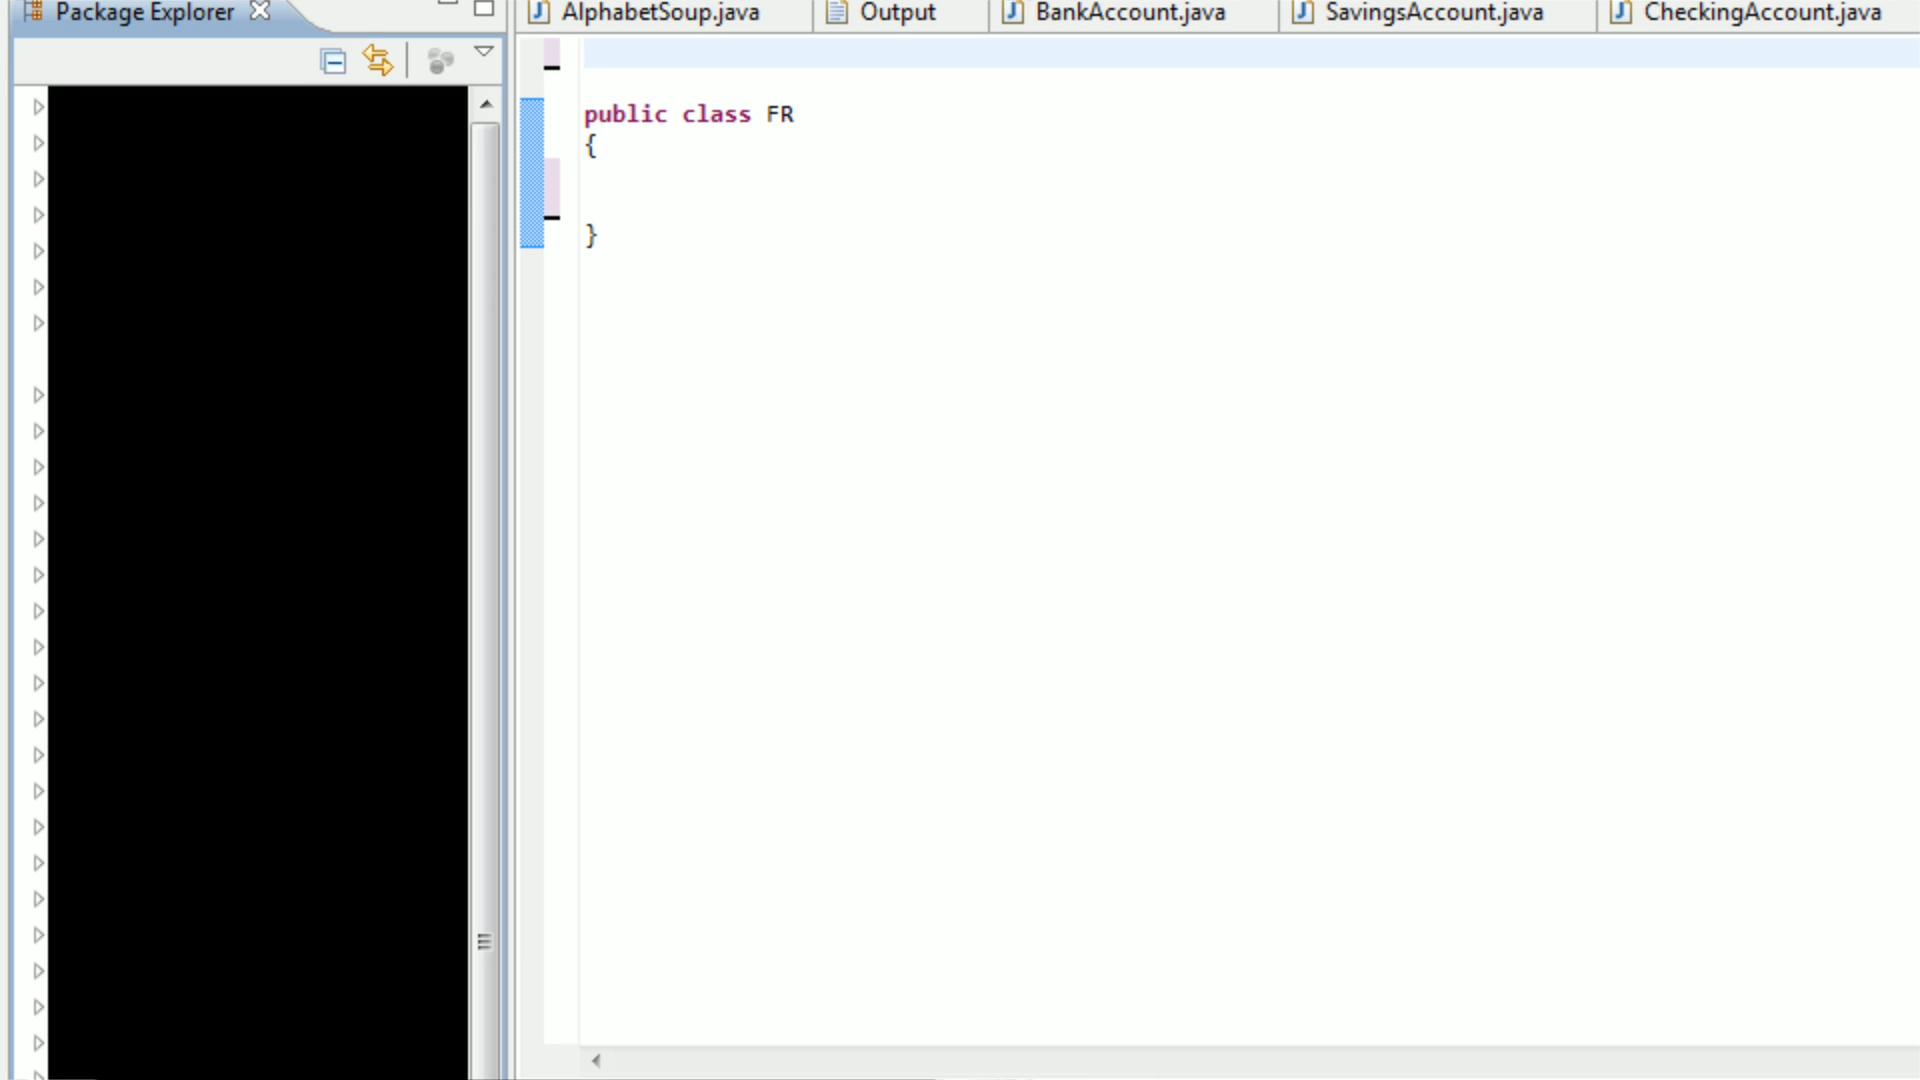 Package Explorer
AlphabetSoup.java
Output
BankAccount.java
SavingsAccount.java
CheckingAccount.java
public class FR
{
}